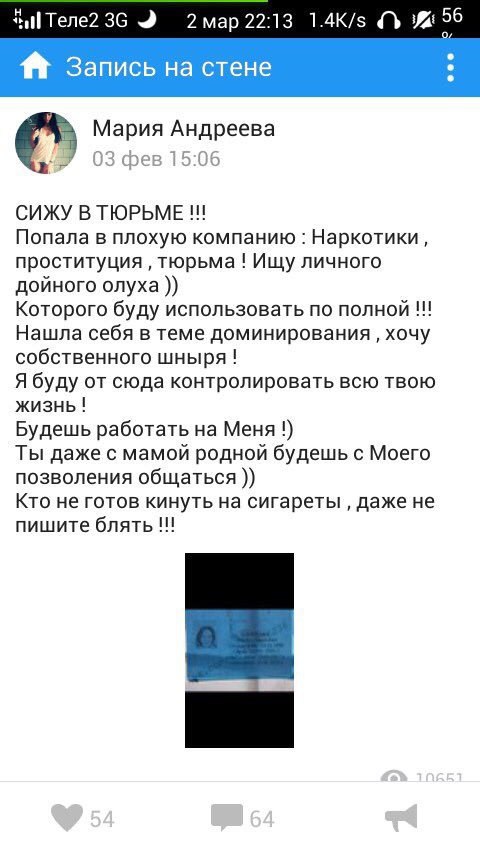 Теле2 3G 2 мар 22:13 1.4K/s 56%
Запись на стене
Мария Андреева
03 фев 15:06
СИЖУ В ТЮРЬМЕ !!!
Попала в плохую компанию : Наркотики ,
проституция , тюрьма ! Ищу личного
дойного олуха ))
Которого буду использовать по полной !!!
Нашла себя в теме доминирования , хочу
собственного шныря !
Я буду от сюда контролировать всю твою
жизнь !
Будешь работать на Меня !)
Ты даже с мамой родной будешь с Моего
позволения общаться ))
Кто не готов кинуть на сигареты , даже не
пишите блять !!!
10651
54 64